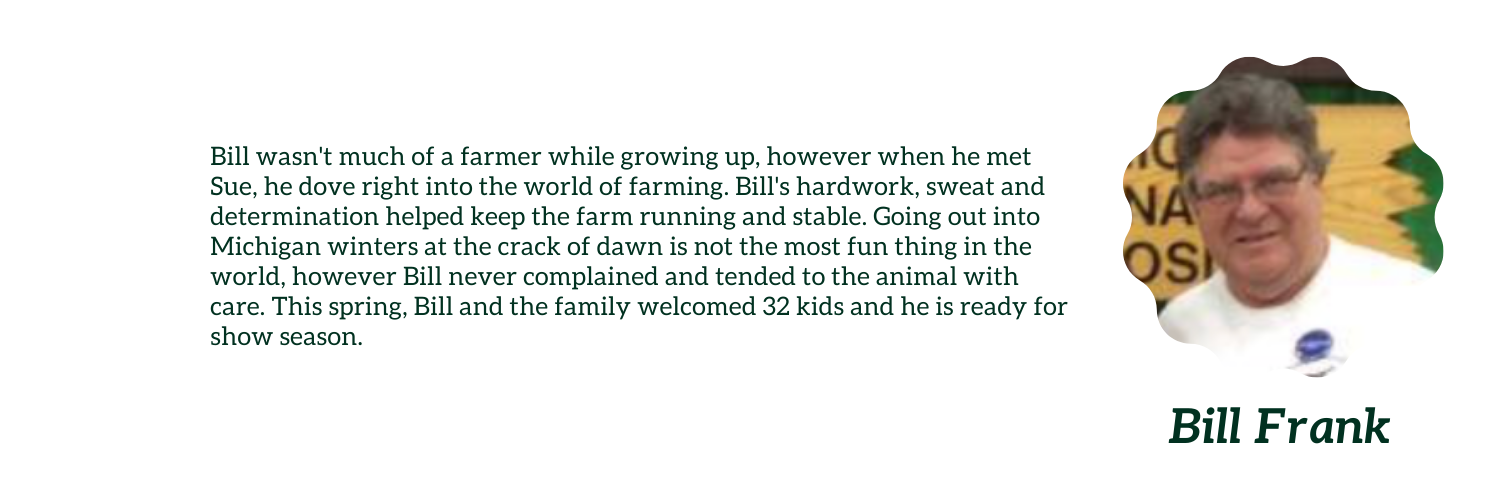 Bill wasn't much of a farmer while growing up, however when he met
Sue, he dove right into the world of farming. Bill's hardwork, sweat and
determination helped keep the farm running and stable. Going out into
Michigan winters at the crack of dawn is not the most fun thing in the
world, however Bill never complained and tended to the animal with
care. This spring, Bill and the family welcomed 32 kids and he is ready for
show season.
NA
OSI
Bill Frank